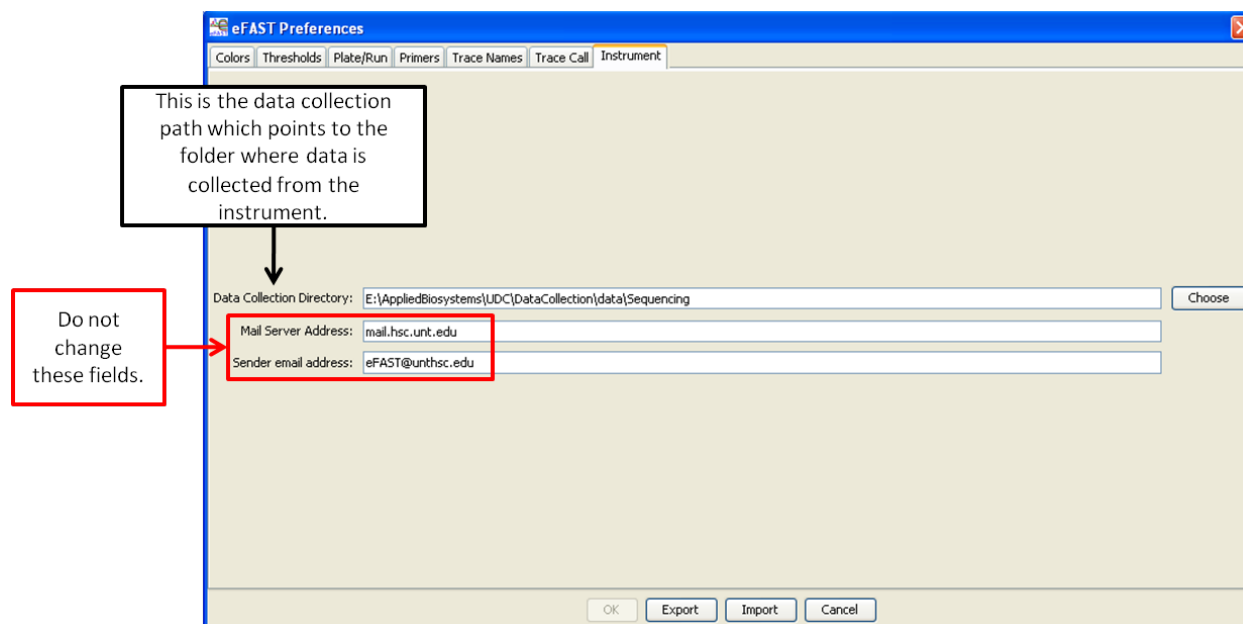 eFAST Preferences
Colors Thresholds Plate/Run Primers Trace Names Trace Call Instrument
This is the data collection
path which points to the
folder where data is
collected from the
instrument.
Data Collection Directory: E:\AppliedBiosystems\UDC\DataCollection\data\Sequencing Choose
Do not
change
these fields.
Mail Server Address: mail.hsc.unt.edu
Sender email address: eFAST@unthsc.edu
OK Export Import Cancel